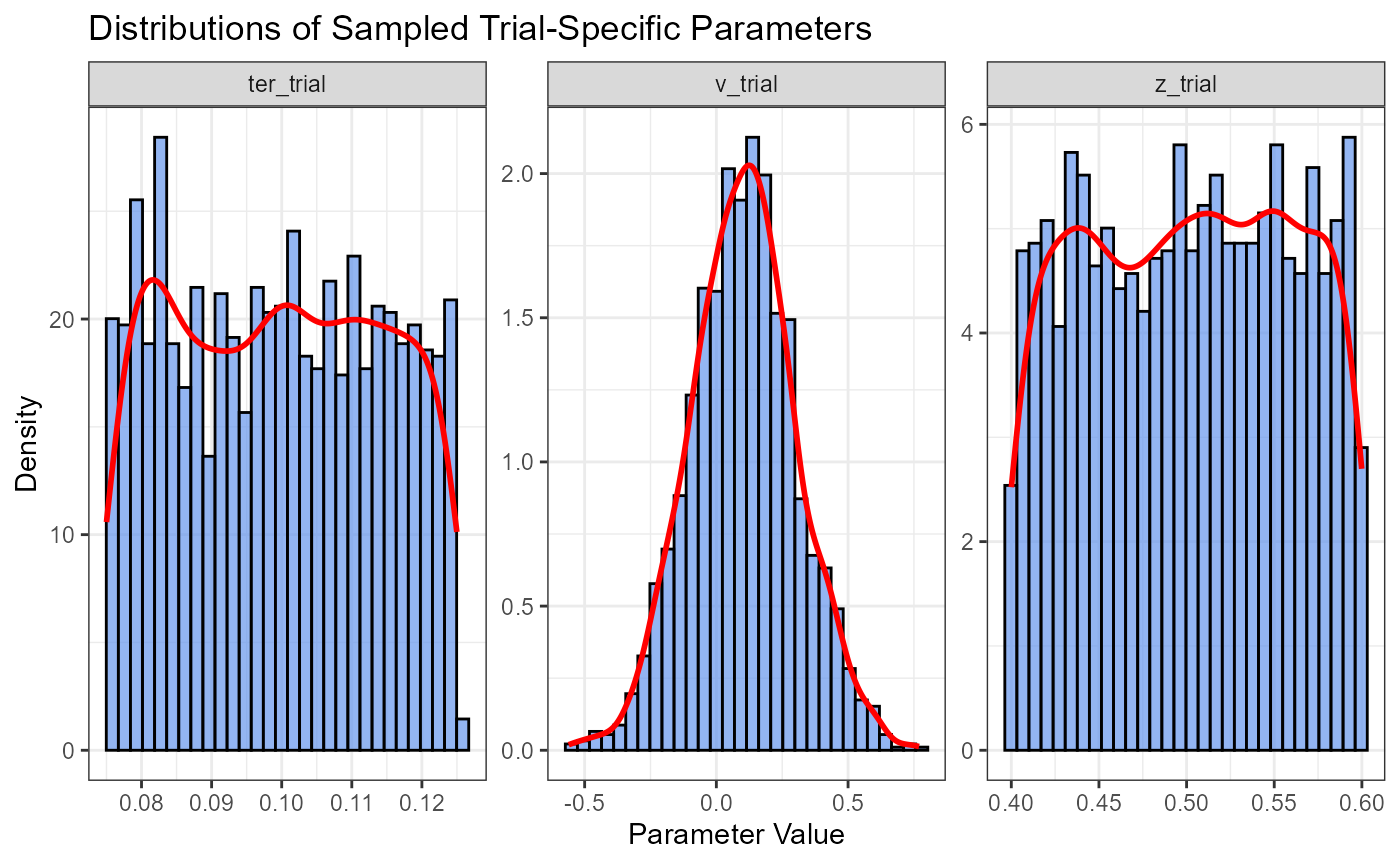 Distributions of Sampled Trial-Specific Parameters
ter_trial
v_trial
z_trial
Density
20
10
0
2.0
1.5
1.0
0.5
0.0
6
4
2
0
0.08 0.09 0.10 0.11 0.12
-0.5 0.0 0.5
0.40 0.45 0.50 0.55 0.60
Parameter Value